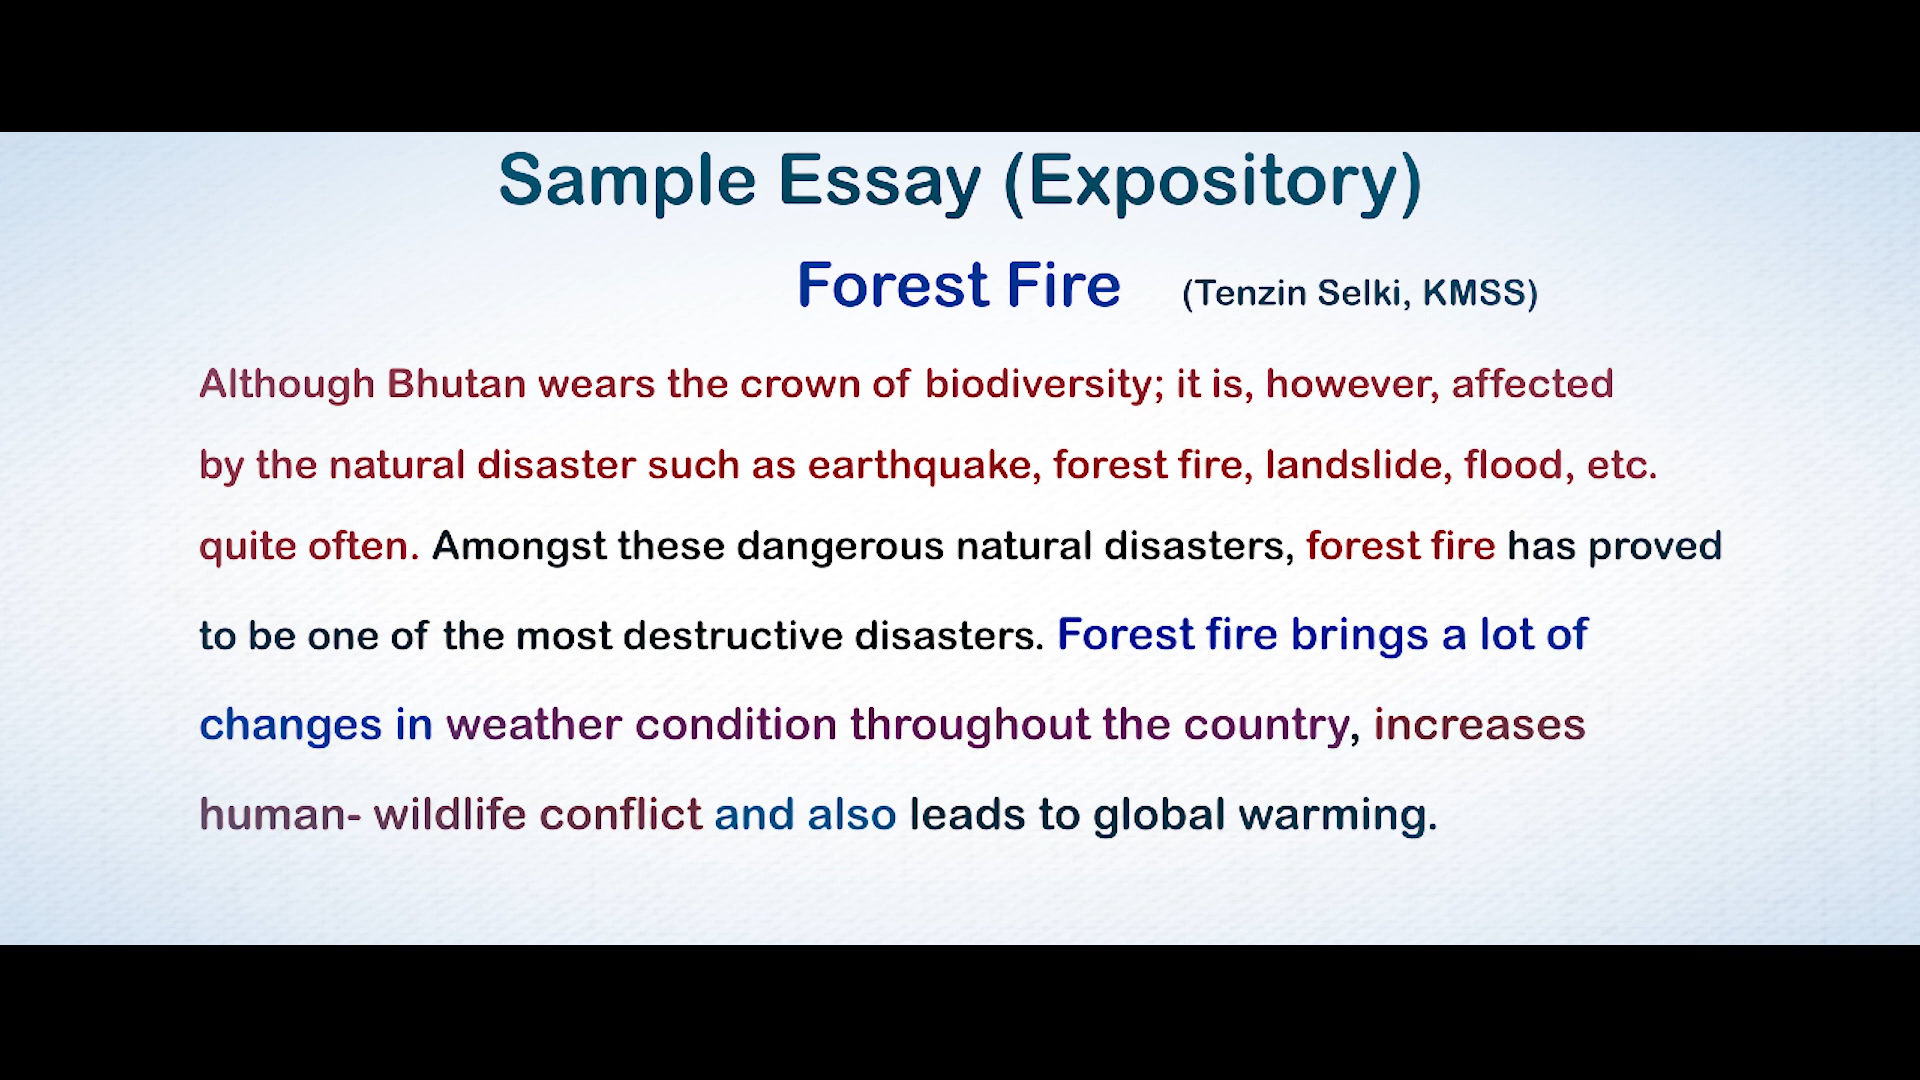 Sample Essay (Expository)
Forest Fire (Tenzin Selki, KMSS)
Although Bhutan wears the crown of biodiversity; it is, however, affected
by the natural disaster such as earthquake, forest fire, landslide, flood, etc.
quite often. Amongst these dangerous natural disasters, forest fire has proved
to be one of the most destructive disasters. Forest fire brings a lot of
changes in weather condition throughout the country, increases
human- wildlife conflict and also leads to global warming.